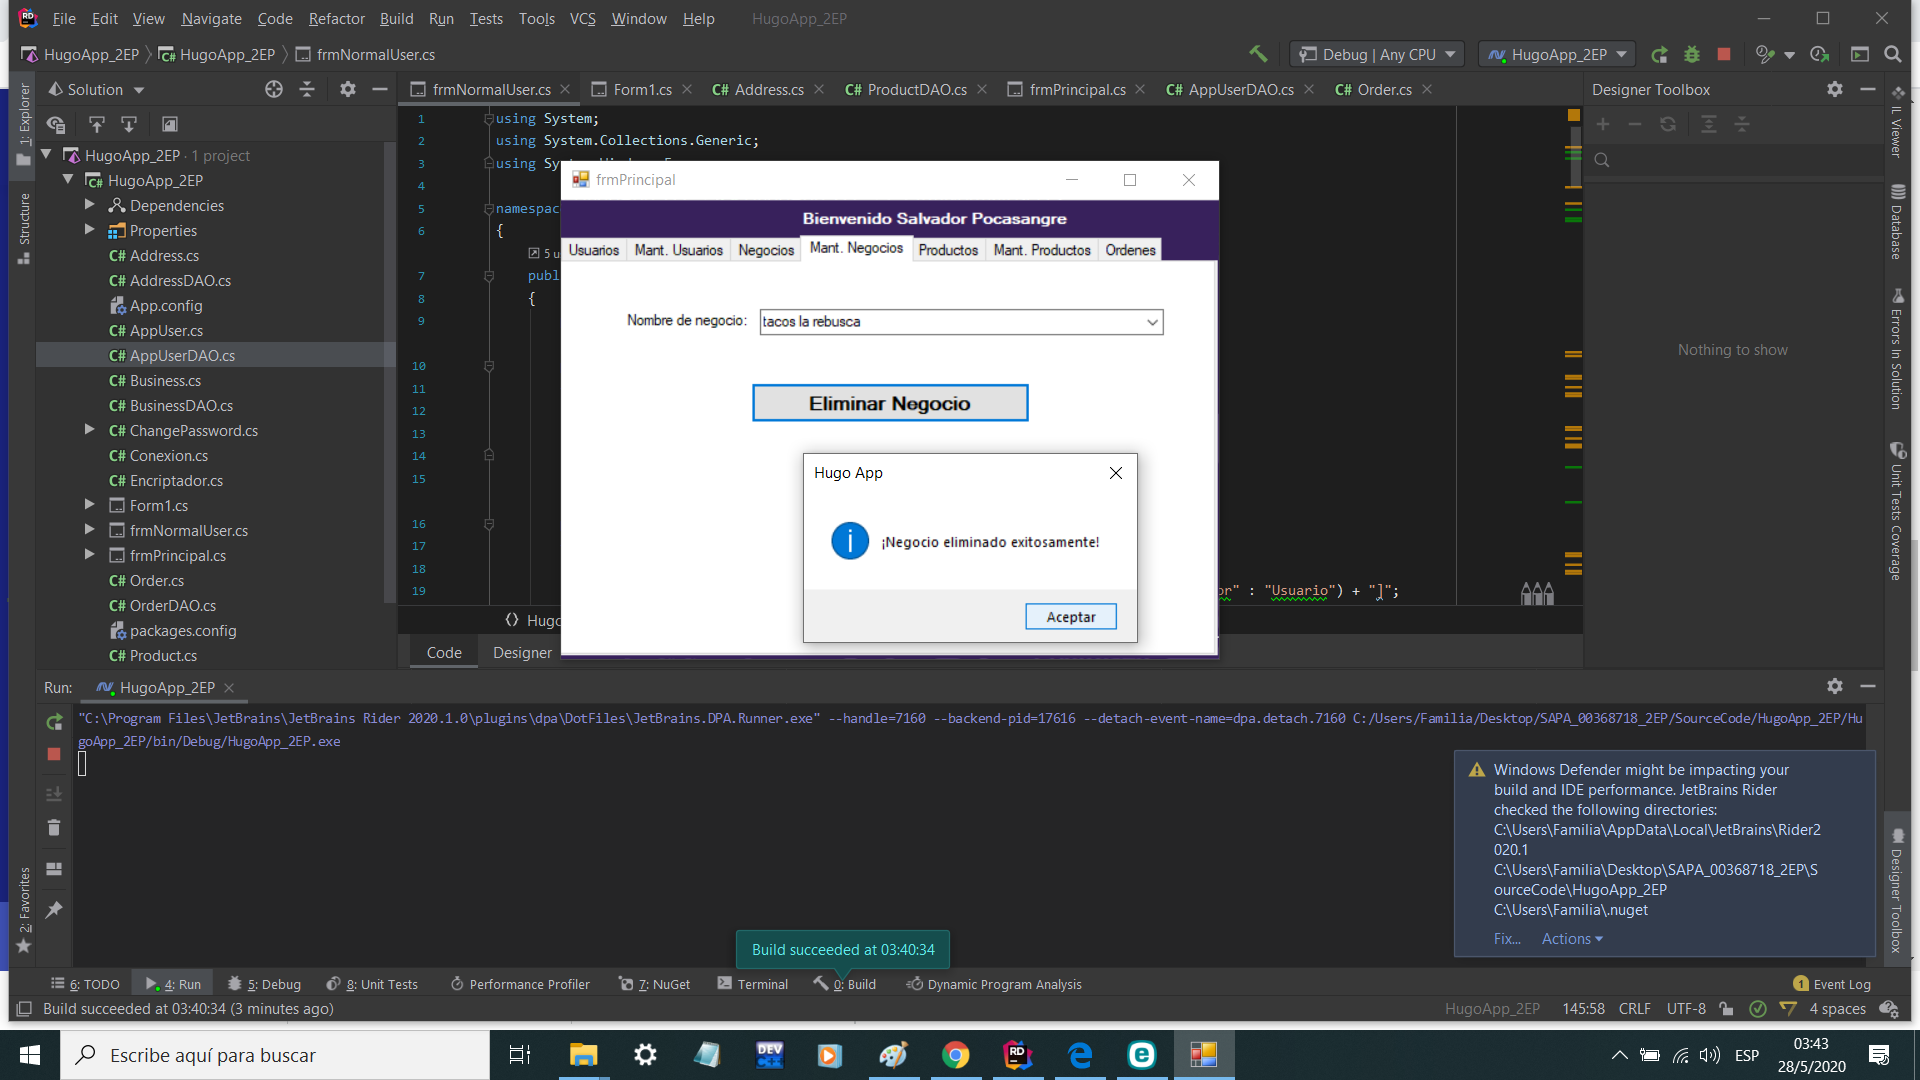 File Edit View Navigate Code Refactor Build Run Tests Tools VCS Window Help HugoApp_2EP
HugoApp_2EP HugoApp_2EP frmNormalUser.cs
Debug | Any CPU HugoApp_2EP
Solution
frmNormalUser.cs Form1.cs C# Address.cs C# ProductDAO.cs frmPrincipal.cs C# AppUserDAO.cs C# Order.cs
Designer Toolbox
Nothing to show
1: Explorer
Structure
2: Favorites
IL Viewer
Database
Errors In Solution
Unit Tests Coverage
Designer Toolbox
HugoApp_2EP · 1 project
HugoApp_2EP
Dependencies
Properties
C# Address.cs
C# AddressDAO.cs
App.config
C# AppUser.cs
C# AppUserDAO.cs
C# Business.cs
C# BusinessDAO.cs
C# ChangePassword.cs
C# Conexion.cs
C# Encriptador.cs
Form1.cs
frmNormalUser.cs
frmPrincipal.cs
C# Order.cs
C# OrderDAO.cs
packages.config
C# Product.cs
1 using System;
2 using System.Collections.Generic;
3 using Sy
4
5 namespac
6 {
5 u
7 publ
8 {
9
10
11
12
13
14
15
16
17
18
19 or" : "Usuario") + "]";
Hugo
Code Designer
frmPrincipal
Bienvenido Salvador Pocasangre
Usuarios Mant. Usuarios Negocios Mant. Negocios Productos Mant. Productos Ordenes
Nombre de negocio: tacos la rebusca
Eliminar Negocio
Hugo App
¡Negocio eliminado exitosamente!
Aceptar
Run: HugoApp_2EP
"C:\Program Files\JetBrains\JetBrains Rider 2020.1.0\plugins\dpa\DotFiles\JetBrains.DPA.Runner.exe" --handle=7160 --backend-pid=17616 --detach-event-name=dpa.detach.7160 C:/Users/Familia/Desktop/SAPA_00368718_2EP/SourceCode/HugoApp_2EP/Hu
goApp_2EP/bin/Debug/HugoApp_2EP.exe
Windows Defender might be impacting your
build and IDE performance. JetBrains Rider
checked the following directories:
C:\Users\Familia\AppData\Local\JetBrains\Rider2
020.1
C:\Users\Familia\Desktop\SAPA_00368718_2EP\S
ourceCode\HugoApp_2EP
C:\Users\Familia\.nuget
Fix... Actions
Build succeeded at 03:40:34
6: TODO 4: Run 5: Debug 8: Unit Tests Performance Profiler 7: NuGet Terminal 0: Build Dynamic Program Analysis 1 Event Log
Build succeeded at 03:40:34 (3 minutes ago) HugoApp_2EP 145:58 CRLF UTF-8 4 spaces
Escribe aquí para buscar
DEV
C++
RD
ESP
03:43
28/5/2020